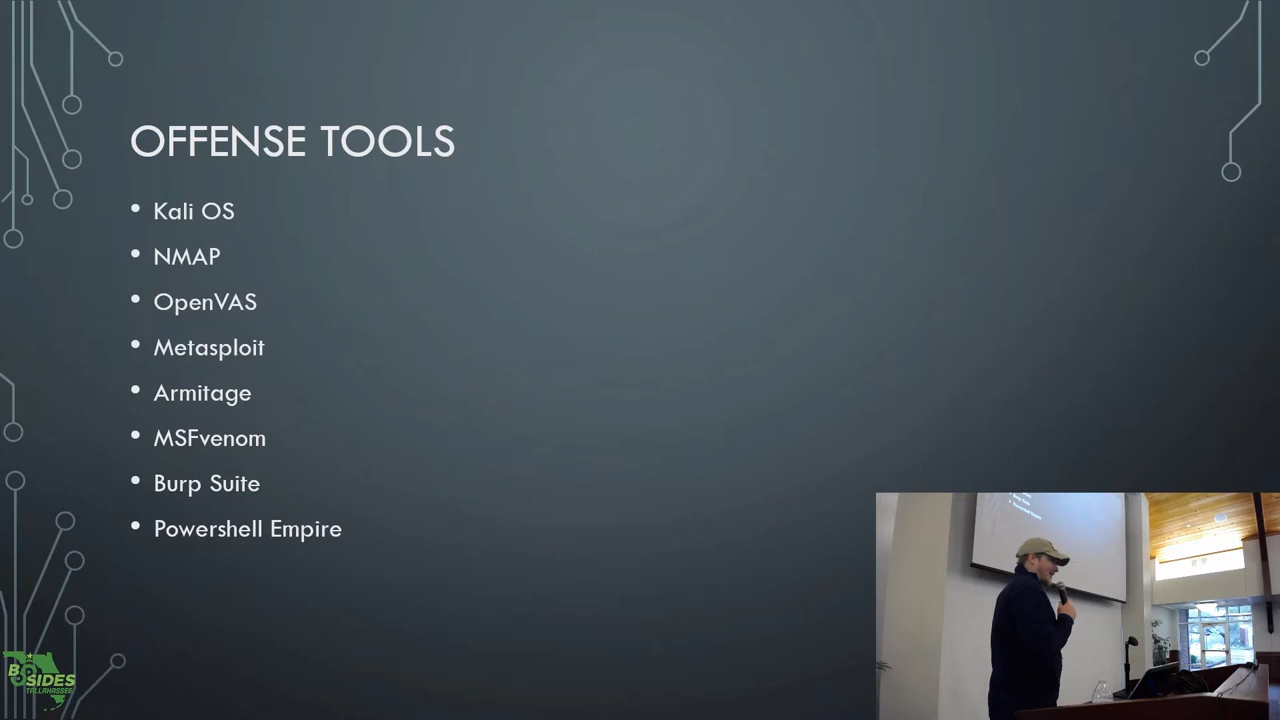 OFFENSE TOOLS
• Kali OS
• NMAP
• OpenVAS
• Metasploit
• Armitage
• MSFvenom
• Burp Suite
• Powershell Empire
BSIDES
TALLAHASSEE